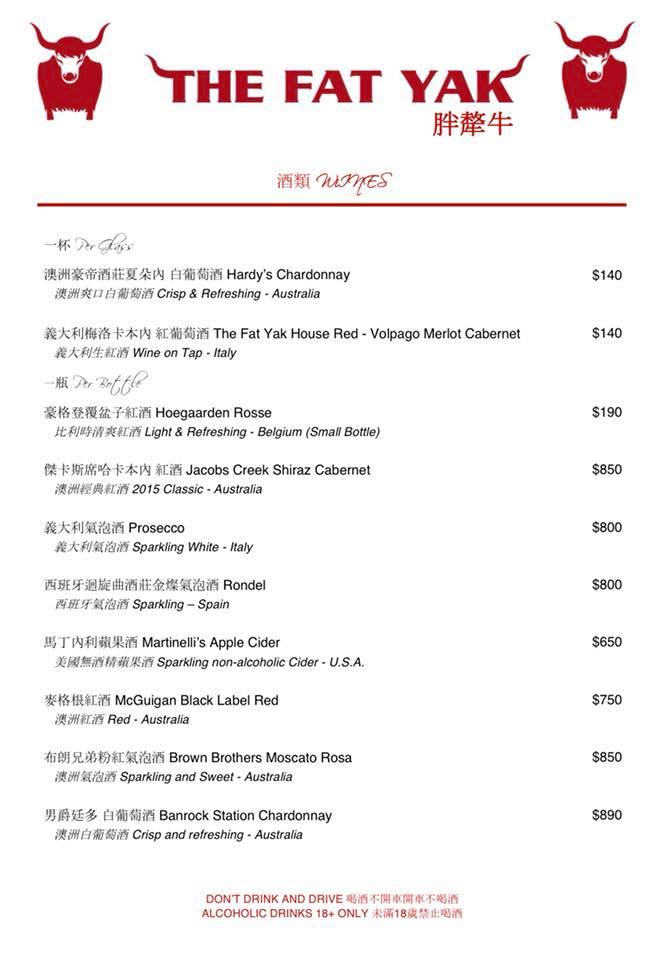 THE FAT YAK
胖犛牛
酒類 WINES
一杯 Per Glass
澳洲豪帝酒莊夏朵內 白葡萄酒 Hardy's Chardonnay $140
澳洲爽口白葡萄酒 Crisp & Refreshing - Australia
義大利梅洛卡本內 紅葡萄酒 The Fat Yak House Red - Volpago Merlot Cabernet $140
義大利生紅酒 Wine on Tap - Italy
一瓶 Per Bottle
豪格登覆盆子紅酒 Hoegaarden Rosse $190
比利時清爽紅酒 Light & Refreshing - Belgium (Small Bottle)
傑卡斯席哈卡本內 紅酒 Jacobs Creek Shiraz Cabernet $850
澳洲經典紅酒 2015 Classic - Australia
義大利氣泡酒 Prosecco $800
義大利氣泡酒 Sparkling White - Italy
西班牙迴旋曲酒莊金燦氣泡酒 Rondel $800
西班牙氣泡酒 Sparkling – Spain
馬丁內利蘋果酒 Martinelli's Apple Cider $650
美國無酒精蘋果酒 Sparkling non-alcoholic Cider - U.S.A.
麥格根紅酒 McGuigan Black Label Red $750
澳洲紅酒 Red - Australia
布朗兄弟粉紅氣泡酒 Brown Brothers Moscato Rosa $850
澳洲氣泡酒 Sparkling and Sweet - Australia
男爵廷多 白葡萄酒 Banrock Station Chardonnay $890
澳洲白葡萄酒 Crisp and refreshing - Australia
DON'T DRINK AND DRIVE 喝酒不開車開車不喝酒
ALCOHOLIC DRINKS 18+ ONLY 未滿18歲禁止喝酒